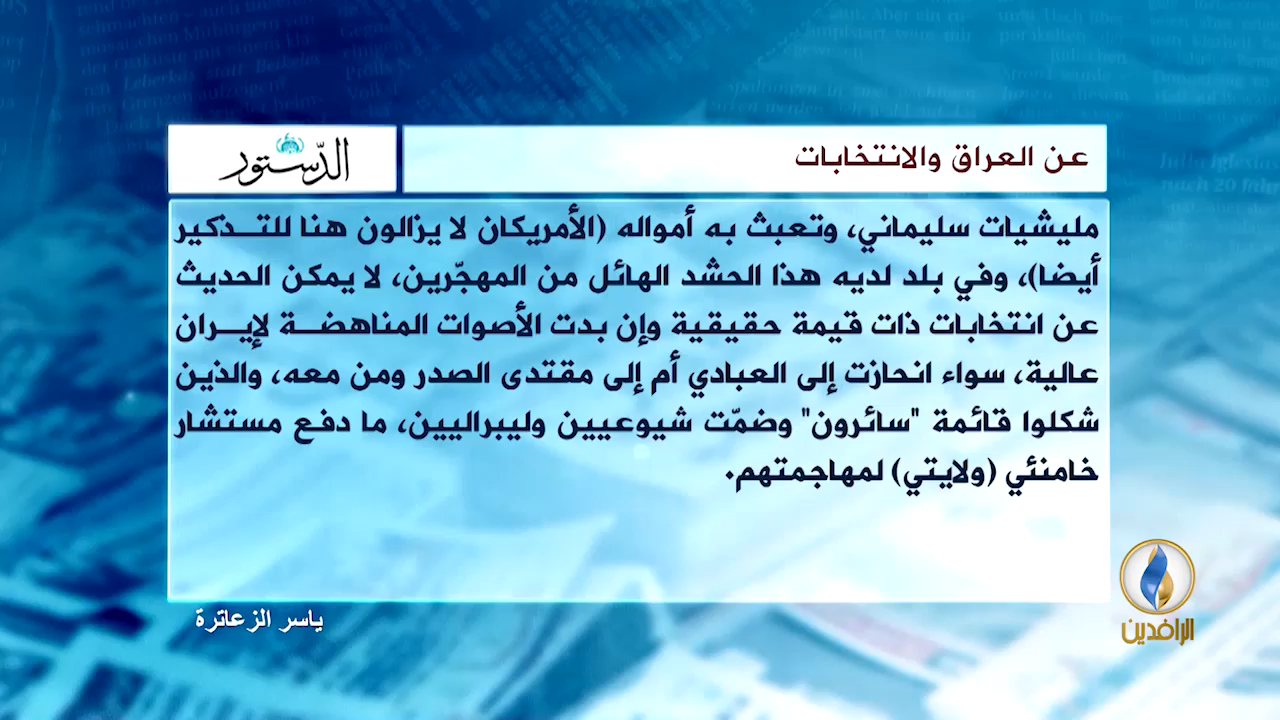 عن العراق والانتخابات
الدّستور
مليشيات سليماني، وتعبث به أمواله (الأمريكان لا يزالون هنا للتـــذكير
أيضا)، وفي بلد لديه هذا الحشد الهائل من المهجّرين، لا يمكن الحديث
عن انتخابات ذات قيمة حقيقية وإن بدت الأصوات المناهضــة لإيــران
عالية، سواء انحازت إلى العبادي أم إلى مقتدى الصدر ومن معه، والذين
شكلوا قائمة "سائرون" وضمّت شيوعيين وليبراليين، ما دفع مستشار
خامنئي (ولايتي) لمهاجمتهم.
ياسر الزعاترة
الرافدين